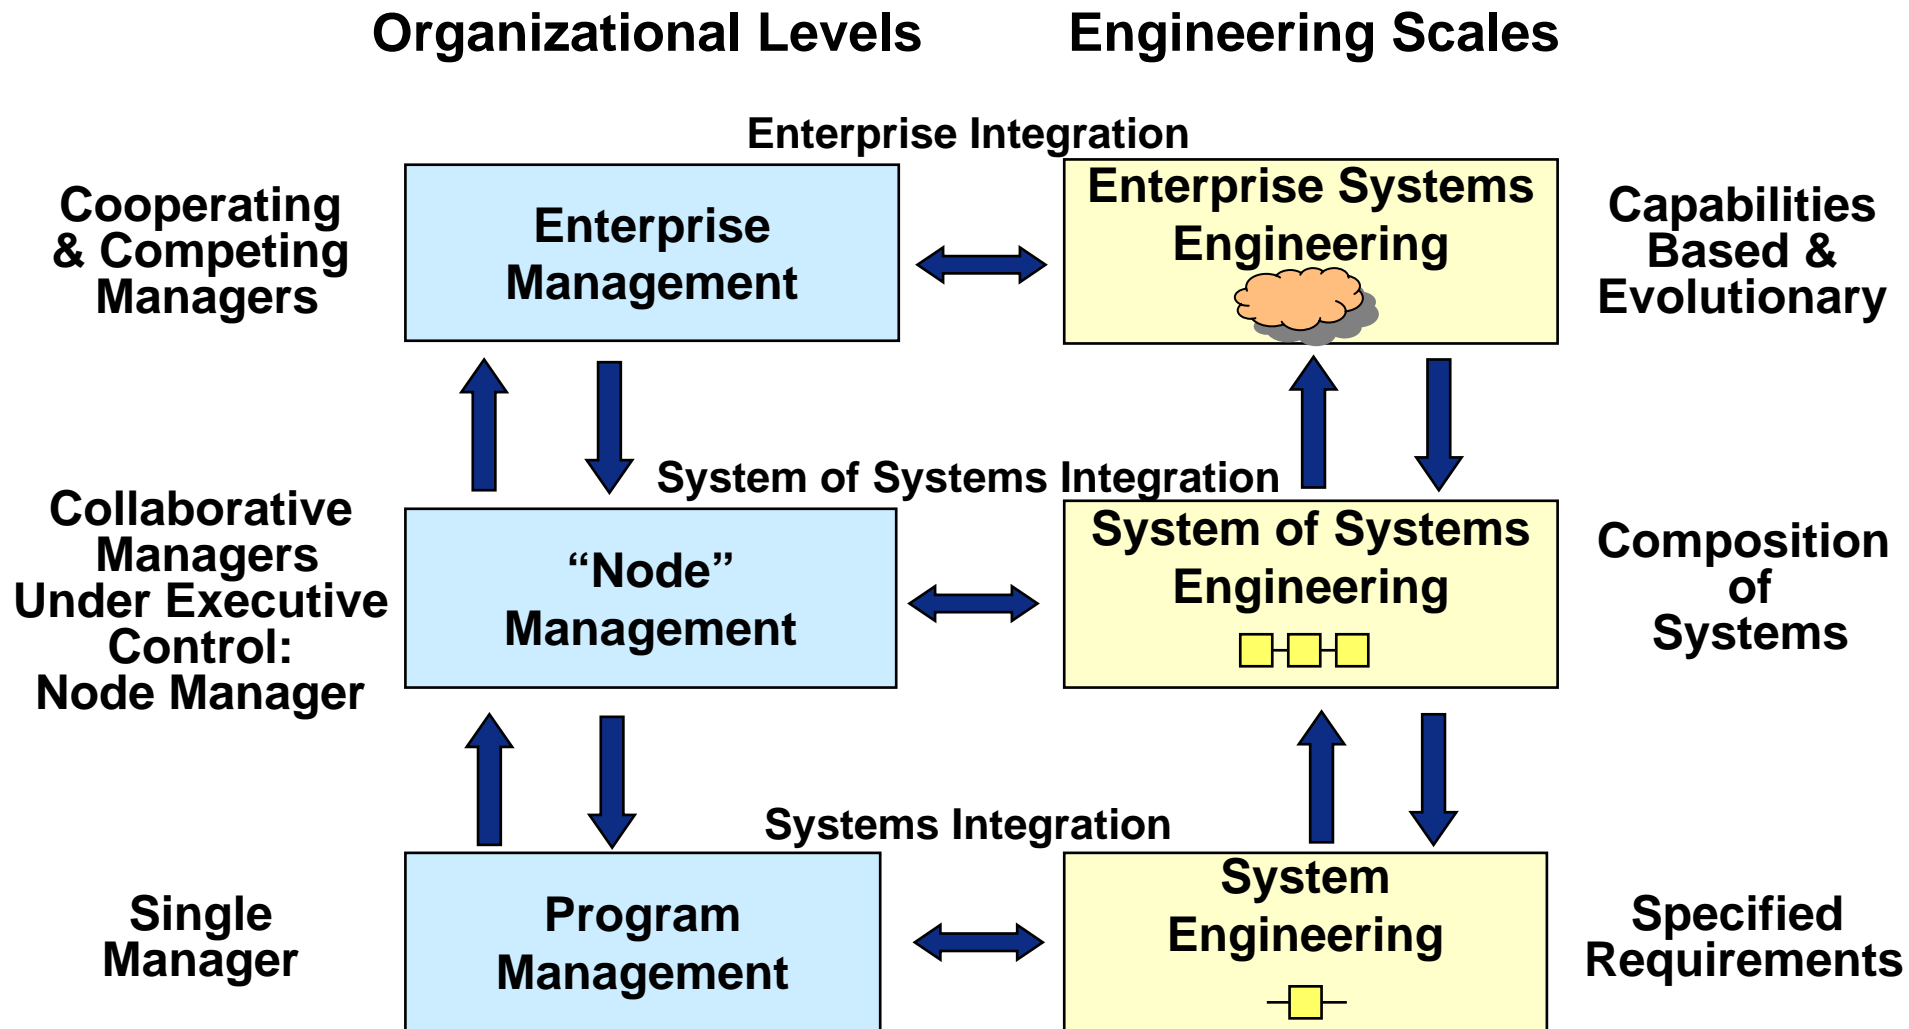 Organizational Levels
Engineering Scales
Enterprise Integration
Cooperating
& Competing
Managers
Enterprise
Management
Enterprise Systems
Engineering
Capabilities
Based &
Evolutionary
System of Systems Integration
Collaborative
Managers
Under Executive
Control:
Node Manager
“Node”
Management
System of Systems
Engineering
Composition
of
Systems
Systems Integration
Single
Manager
Program
Management
System
Engineering
Specified
Requirements